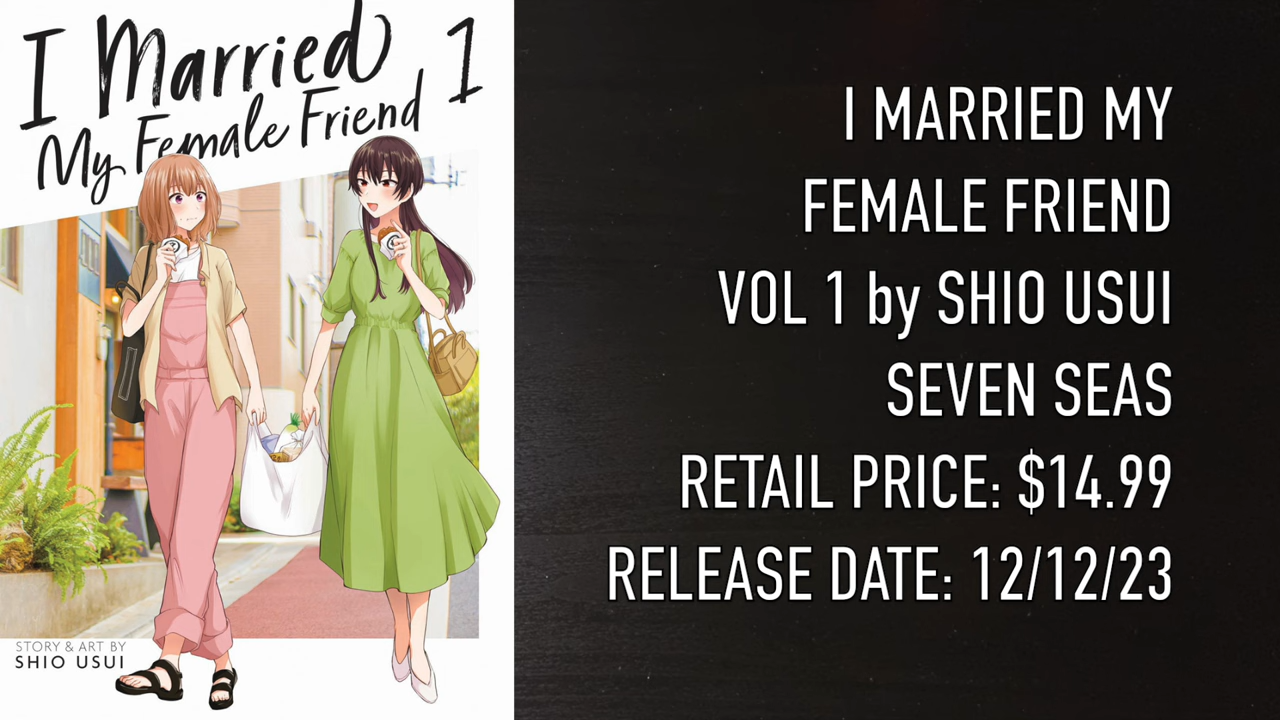 I Married 1
My Female Friend
STORY & ART BY
SHIO USUI
I MARRIED MY
FEMALE FRIEND
VOL 1 by SHIO USUI
SEVEN SEAS
RETAIL PRICE: $14.99
RELEASE DATE: 12/12/23